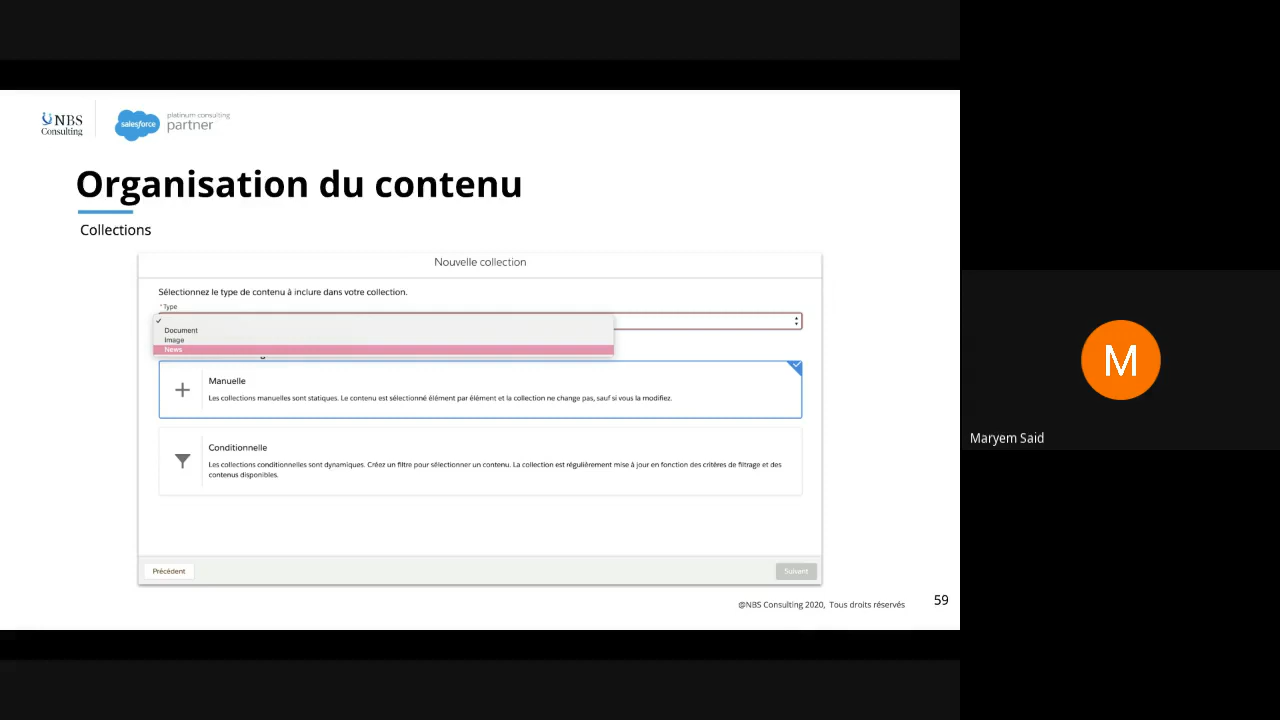 NBS
Consulting
salesforce
platinum consulting
partner
Organisation du contenu
Collections
Nouvelle collection
Sélectionnez le type de contenu à inclure dans votre collection.
*Type
✓
Document
Image
News
Manuelle
Les collections manuelles sont statiques. Le contenu est sélectionné élément par élément et la collection ne change pas, sauf si vous la modifiez.
Conditionnelle
Les collections conditionnelles sont dynamiques. Créez un filtre pour sélectionner un contenu. La collection est régulièrement mise à jour en fonction des critères de filtrage et des
contenus disponibles.
Précédent
Suivant
@NBS Consulting 2020, Tous droits réservés
59
M
Maryem Said